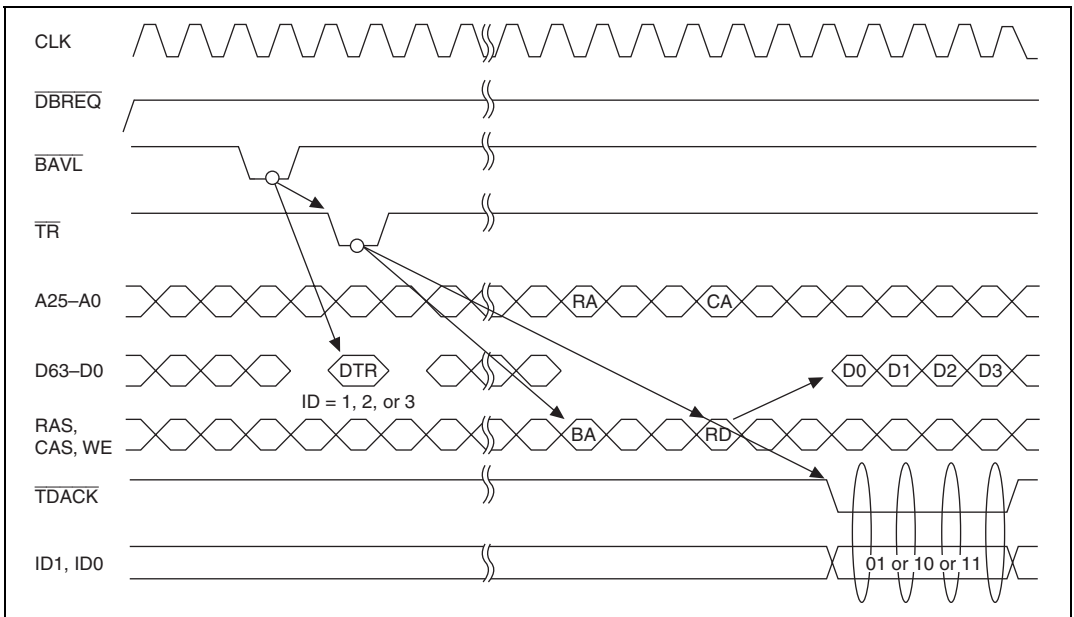 CLK
DBREQ
BAVL
TR
A25–A0 RA CA
D63–D0 DTR D0 D1 D2 D3
ID = 1, 2, or 3
RAS,
CAS, WE BA RD
TDACK
ID1, ID0 01 or 10 or 11